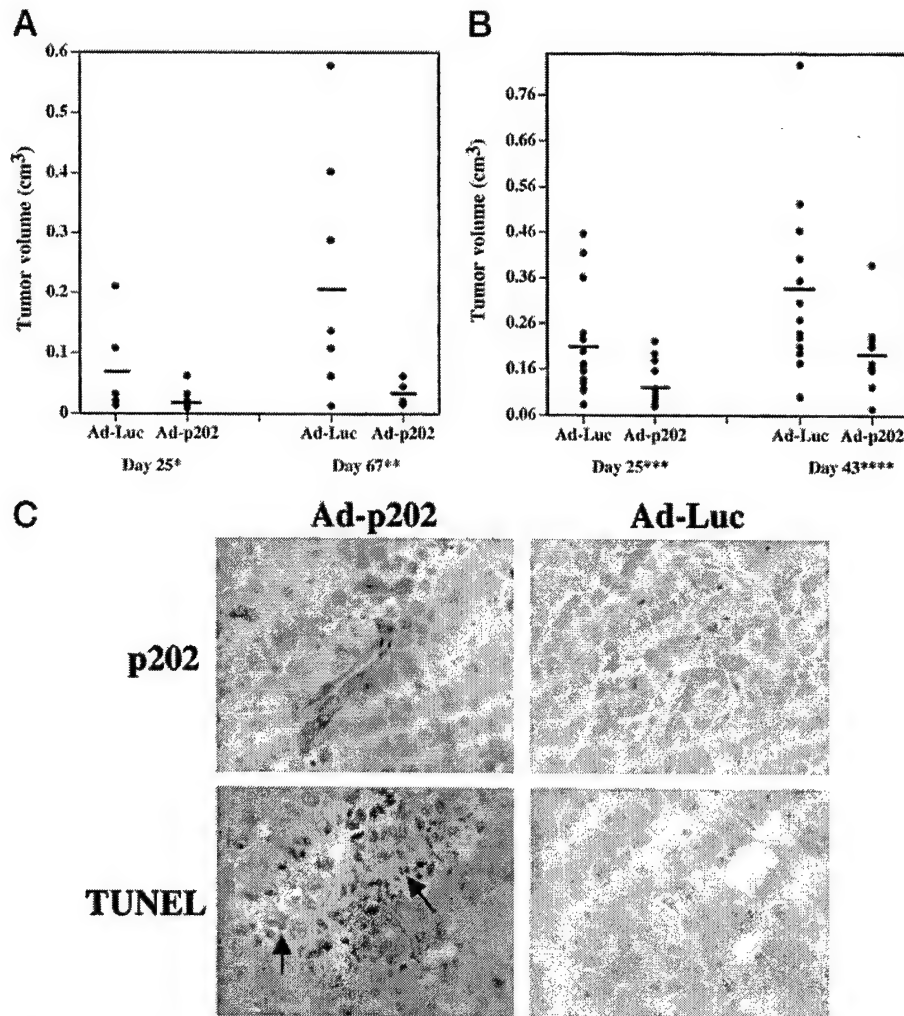 A
Tumor volume (cm3)
0.6
0.5
0.4
0.3
0.2
0.1
0
Ad-Luc Ad-p202 Ad-Luc Ad-p202
Day 25* Day 67**
B
Tumor volume (cm3)
0.76
0.66
0.56
0.46
0.36
0.26
0.16
0.06
Ad-Luc Ad-p202 Ad-Luc Ad-p202
Day 25*** Day 43****
C
Ad-p202 Ad-Luc
p202
TUNEL